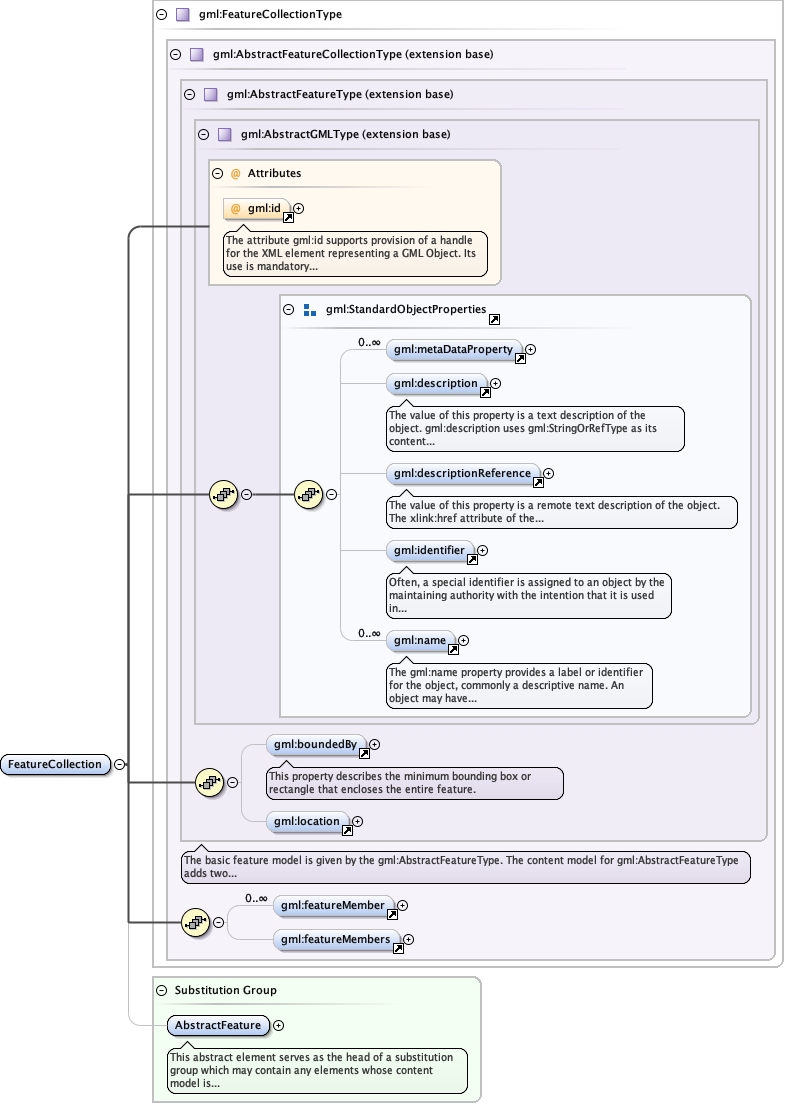 gml:FeatureCollectionType
gml:AbstractFeatureCollectionType (extension base)
gml:AbstractFeatureType (extension base)
gml:AbstractGMLType (extension base)
@ Attributes
@ gml:id
The attribute gml:id supports provision of a handle
for the XML element representing a GML Object. Its
use is mandatory...
gml:StandardObjectProperties
0..∞
gml:metaDataProperty
gml:description
The value of this property is a text description of the
object. gml:description uses gml:StringOrRefType as its
content...
gml:descriptionReference
The value of this property is a remote text description of the object.
The xlink:href attribute of the...
gml:identifier
Often, a special identifier is assigned to an object by the
maintaining authority with the intention that it is used
in...
0..∞
gml:name
The gml:name property provides a label or identifier
for the object, commonly a descriptive name. An
object may have...
FeatureCollection
gml:boundedBy
This property describes the minimum bounding box or
rectangle that encloses the entire feature.
gml:location
The basic feature model is given by the gml:AbstractFeatureType. The content model for gml:AbstractFeatureType
adds two...
0..∞
gml:featureMember
gml:featureMembers
Substitution Group
AbstractFeature
This abstract element serves as the head of a substitution
group which may contain any elements whose content
model is...